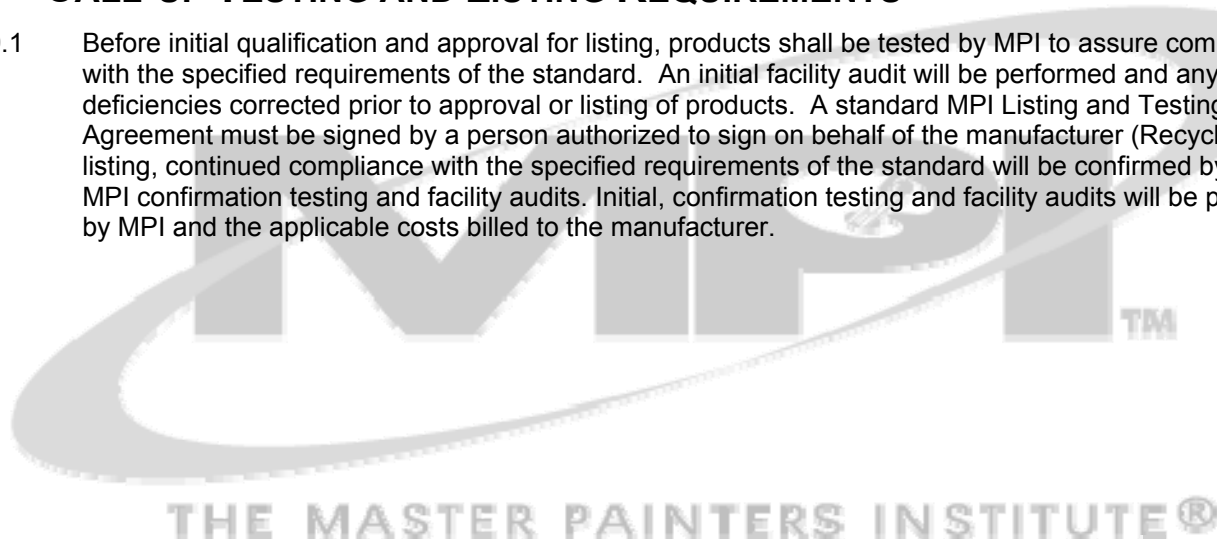 TESTING AND LISTING REQUIREMENTS
.1 Before initial qualification and approval for listing, products shall be tested by MPI to assure com
with the specified requirements of the standard. An initial facility audit will be performed and any
deficiencies corrected prior to approval or listing of products. A standard MPI Listing and Testing
Agreement must be signed by a person authorized to sign on behalf of the manufacturer (Recycl
listing, continued compliance with the specified requirements of the standard will be confirmed by
MPI confirmation testing and facility audits. Initial, confirmation testing and facility audits will be p
by MPI and the applicable costs billed to the manufacturer.
MPI
TM
THE MASTER PAINTERS INSTITUTE®